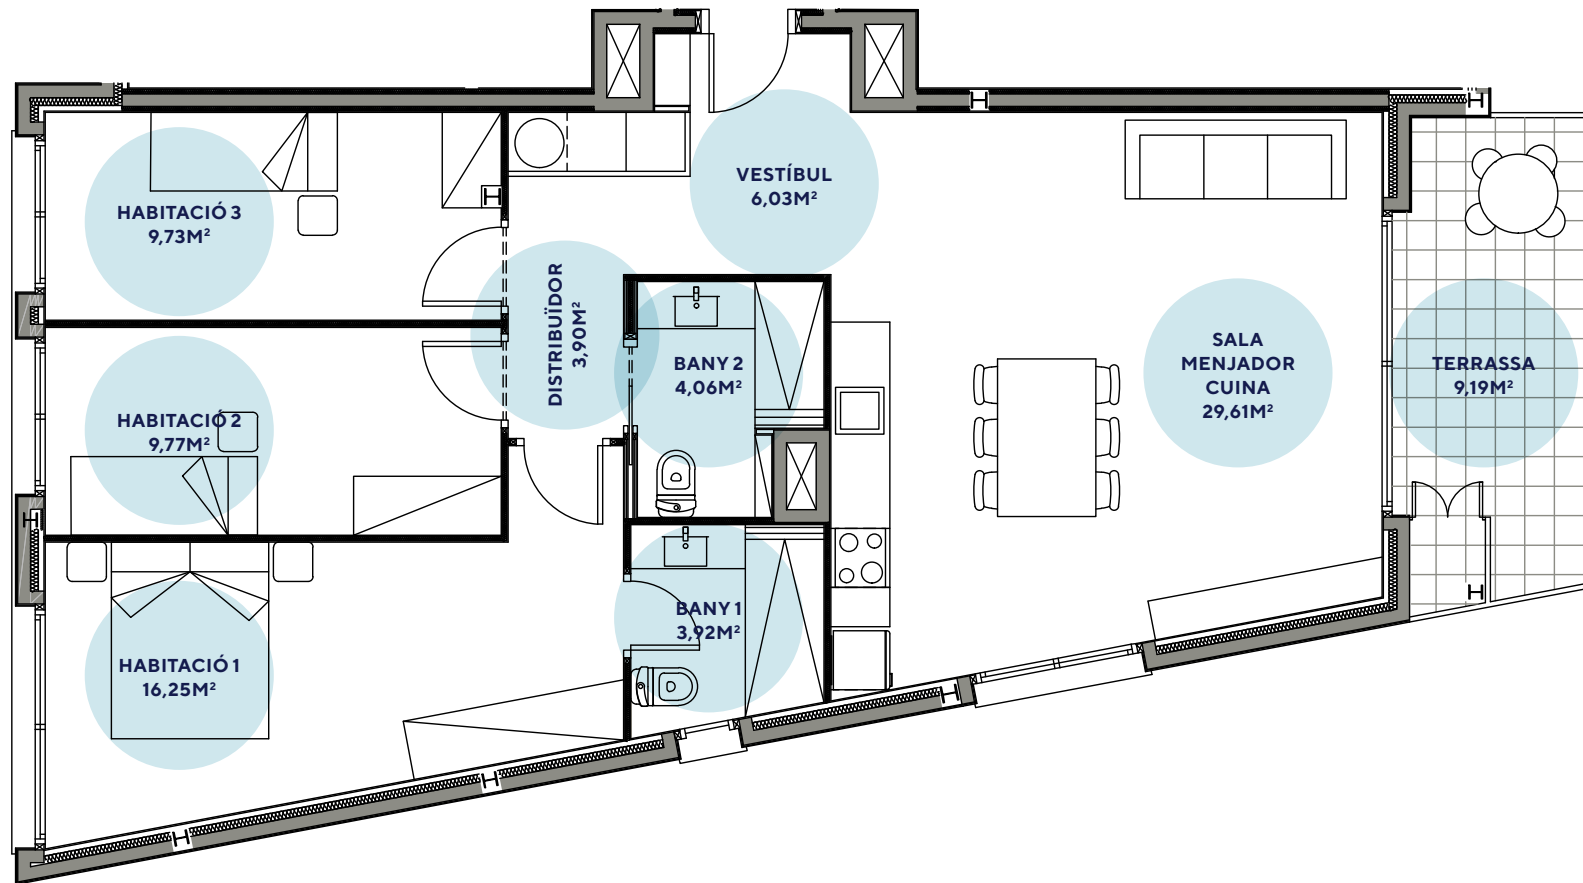 VESTÍBUL
6,03M²
HABITACIÓ 3
9,73M²
DISTRIBUÏDOR
3,90M²
BANY 2
4,06M²
SALA
MENJADOR
CUINA
29,61M²
TERRASSA
9,19M²
HABITACIÓ 2
9,77M²
BANY 1
3,92M²
HABITACIÓ 1
16,25M²